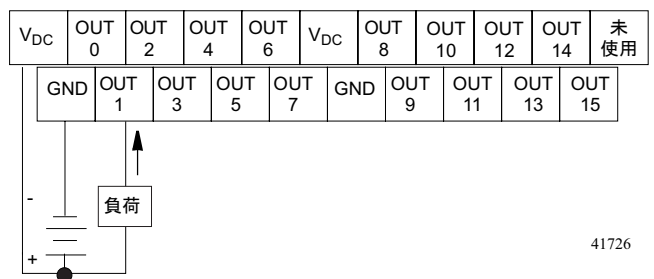 V_DC OUT 0 OUT 2 OUT 4 OUT 6 V_DC OUT 8 OUT 10 OUT 12 OUT 14 未使用
GND OUT 1 OUT 3 OUT 5 OUT 7 GND OUT 9 OUT 11 OUT 13 OUT 15
-
負荷
+
41726